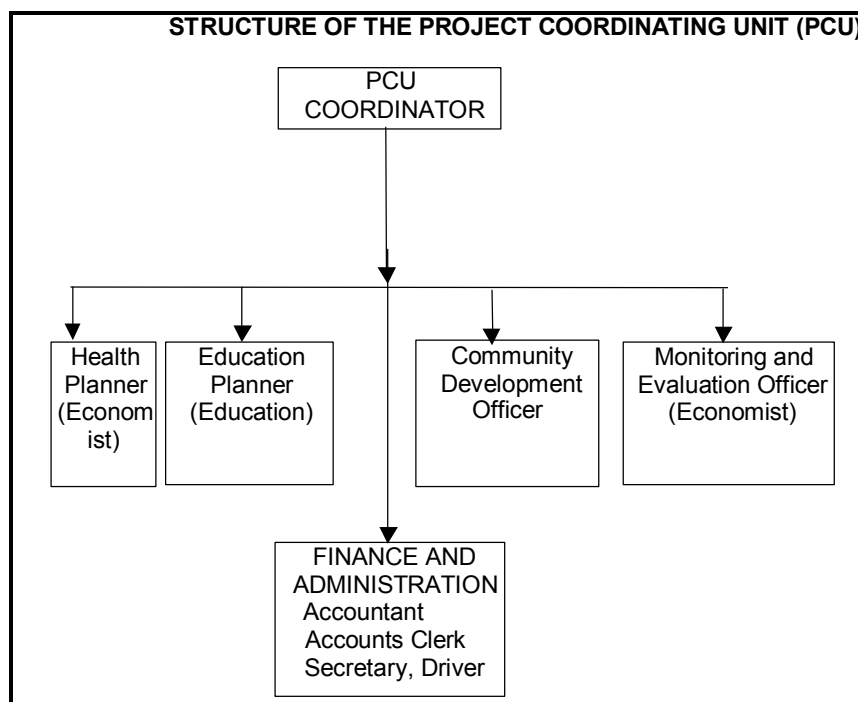 STRUCTURE OF THE PROJECT COORDINATING UNIT (PCU)
PCU
COORDINATOR
Health
Planner
(Econom
ist)
Education
Planner
(Education)
Community
Development
Officer
Monitoring and
Evaluation Officer
(Economist)
FINANCE AND
ADMINISTRATION
Accountant
Accounts Clerk
Secretary, Driver